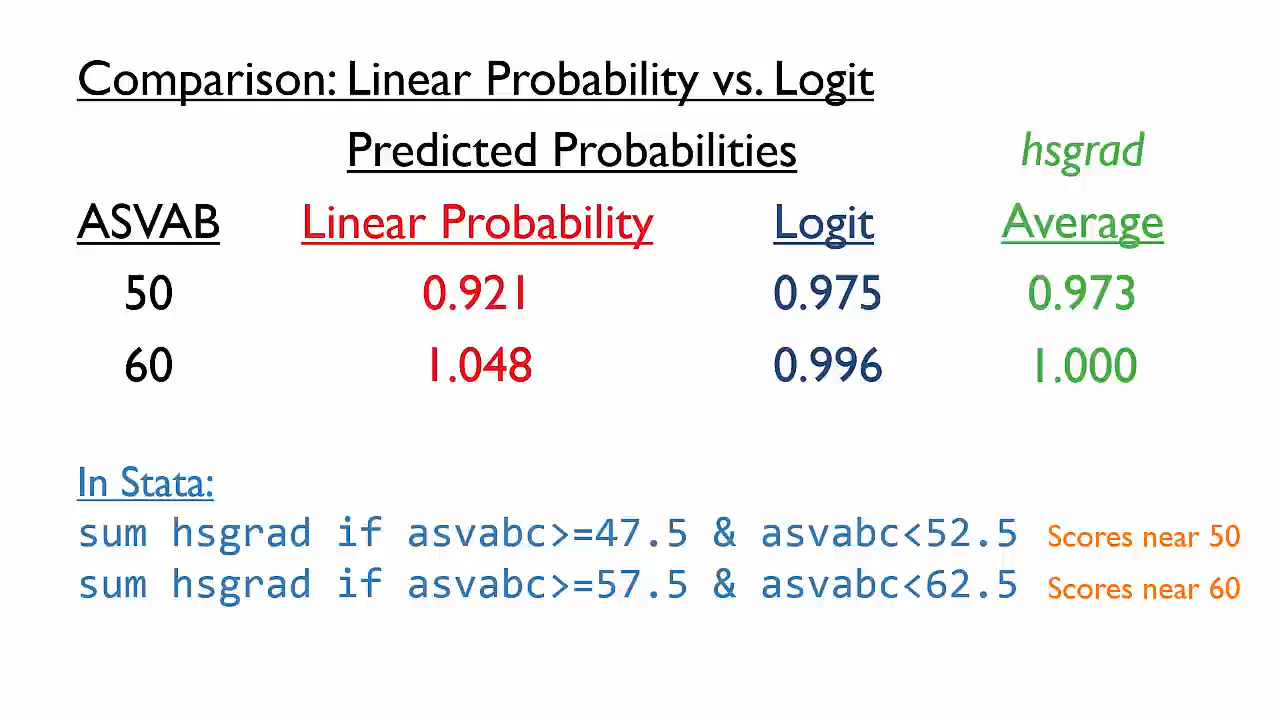 Comparison: Linear Probability vs. Logit
Predicted Probabilities hsgrad
ASVAB Linear Probability Logit Average
50 0.921 0.975 0.973
60 1.048 0.996 1.000
In Stata:
sum hsgrad if asvabc>=47.5 & asvabc<52.5 Scores near 50
sum hsgrad if asvabc>=57.5 & asvabc<62.5 Scores near 60